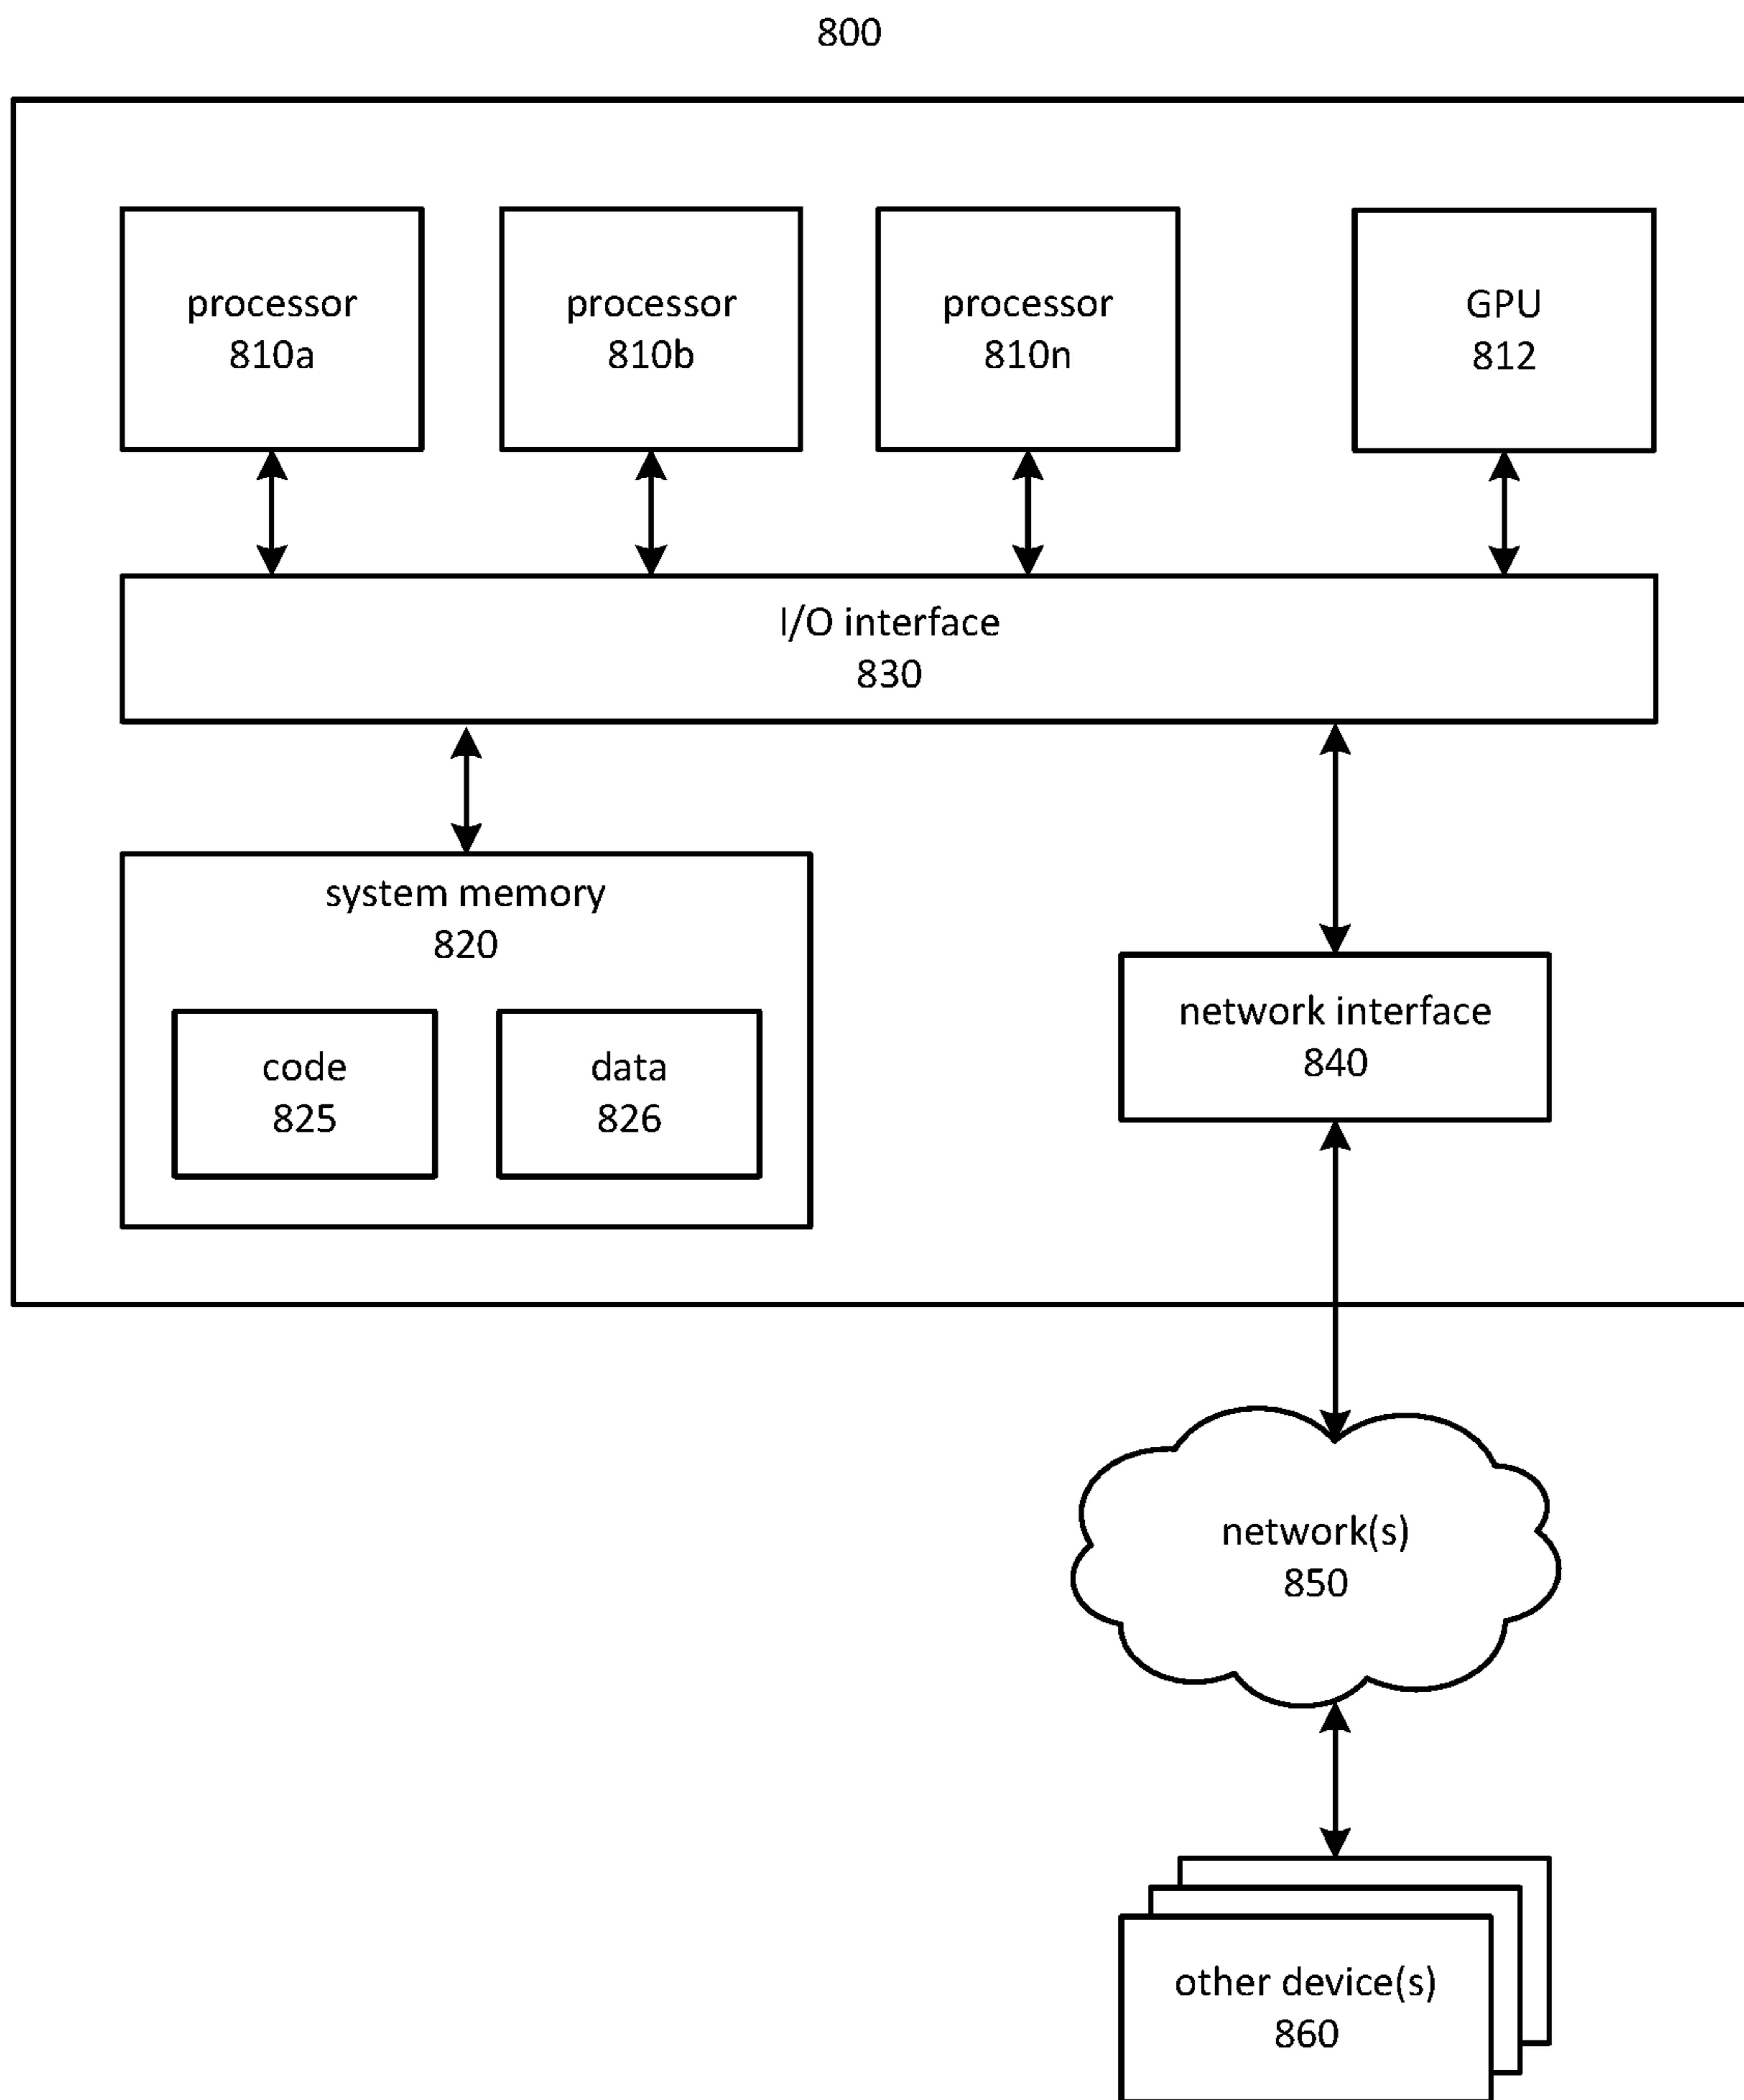 800
processor
810a
processor
810b
processor
810n
GPU
812
I/O interface
830
system memory
820
code
825
data
826
network interface
840
network(s)
850
other device(s)
860